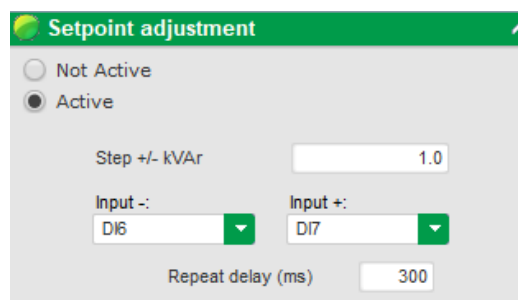 Setpoint adjustment
Not Active
Active
Step +/- kVAr 1.0
Input -: Input +:
DI6 DI7
Repeat delay (ms) 300